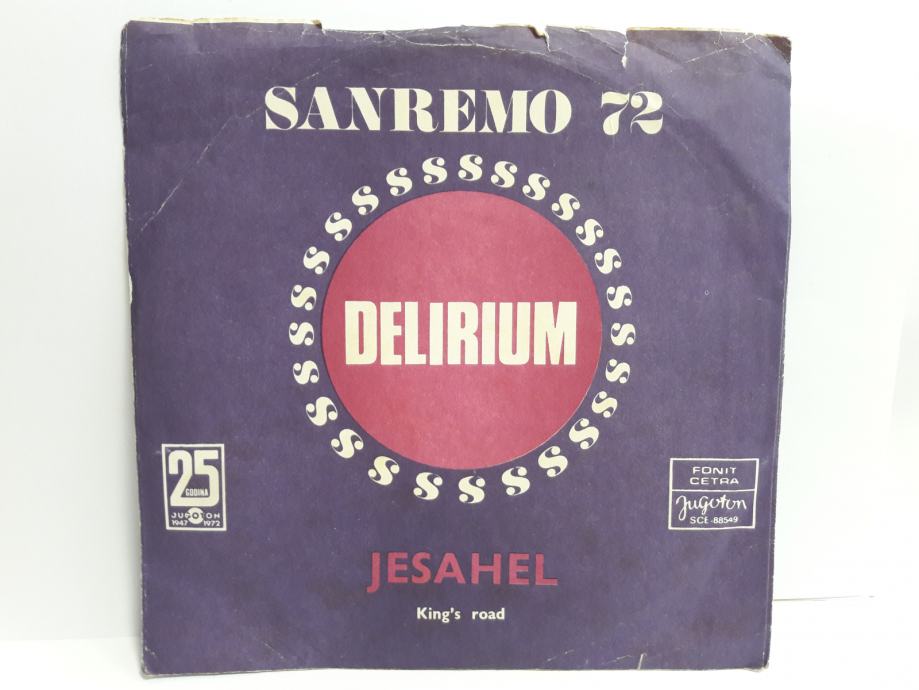 SANREMO 72
S S S S S S S S S S S S S S S S S S S S S S S S S S S S
DELIRIUM
25
GODINA
JUGOTON
1947 1972
FONIT
CETRA
Jugoton
SCE-88549
JESAHEL
King's road